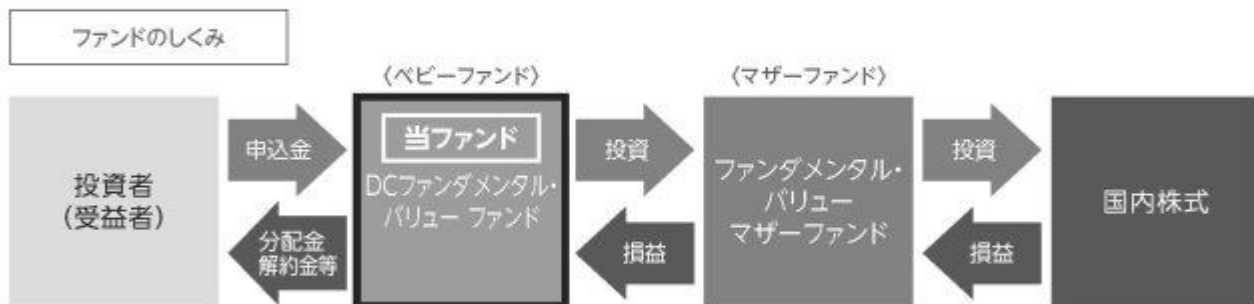 ファンドのしくみ
〈ベビーファンド〉
〈マザーファンド〉
投資者
(受益者)
申込金
分配金
解約金等
当ファンド
DCファンダメンタル・
バリュー ファンド
投資
損益
ファンダメンタル・
バリュー
マザーファンド
投資
損益
国内株式